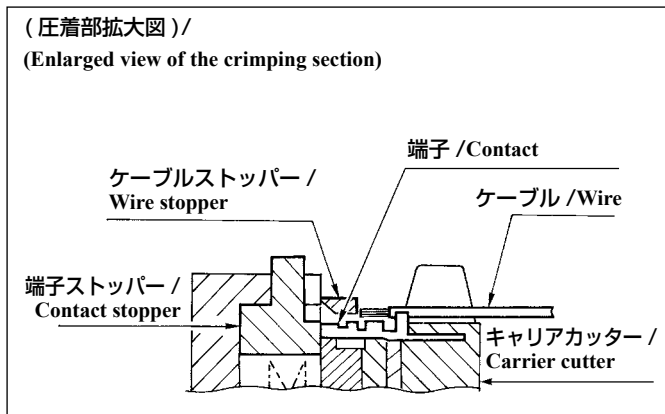 (圧着部拡大図)/
(Enlarged view of the crimping section)
端子 /Contact
ケーブルストッパー /
Wire stopper
ケーブル /Wire
端子ストッパー /
Contact stopper
キャリアカッター /
Carrier cutter